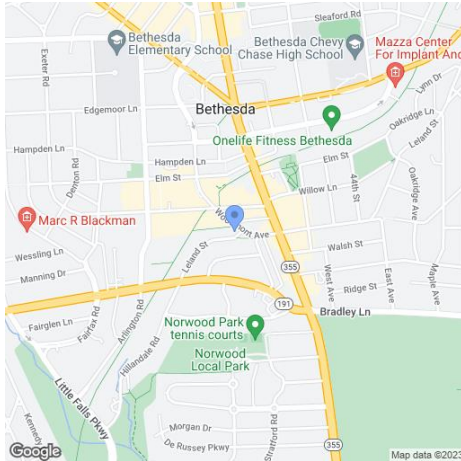 Sleaford Rd
Bethesda
Elementary School
Bethesda Chevy
Chase High School
Mazza Center
For Implant And
Exeter Rd
Lynn Dr
Edgemoor Ln
Bethesda
Onelife Fitness Bethesda
Oakridge Ln
Leland St
Hampden Ln
Hampden Ln
Elm St
Elm St
Denton Rd
Willow Ln
44th St
Oakridge Ave
Marc R Blackman
Woodmont Ave
Leland St
Walsh St
Wessling Ln
Manning Dr
355
West Ave
East Ave
Maple Ave
Ridge St
191
Bradley Ln
Fairglen Ln
Fairfax Rd
Arlington Rd
Hillandale Rd
Norwood Park
tennis courts
Norwood
Local Park
Little Falls Pkwy
Kennedy
Stratford Rd
Morgan Dr
De Russey Pkwy
355
Google
Map data ©2023